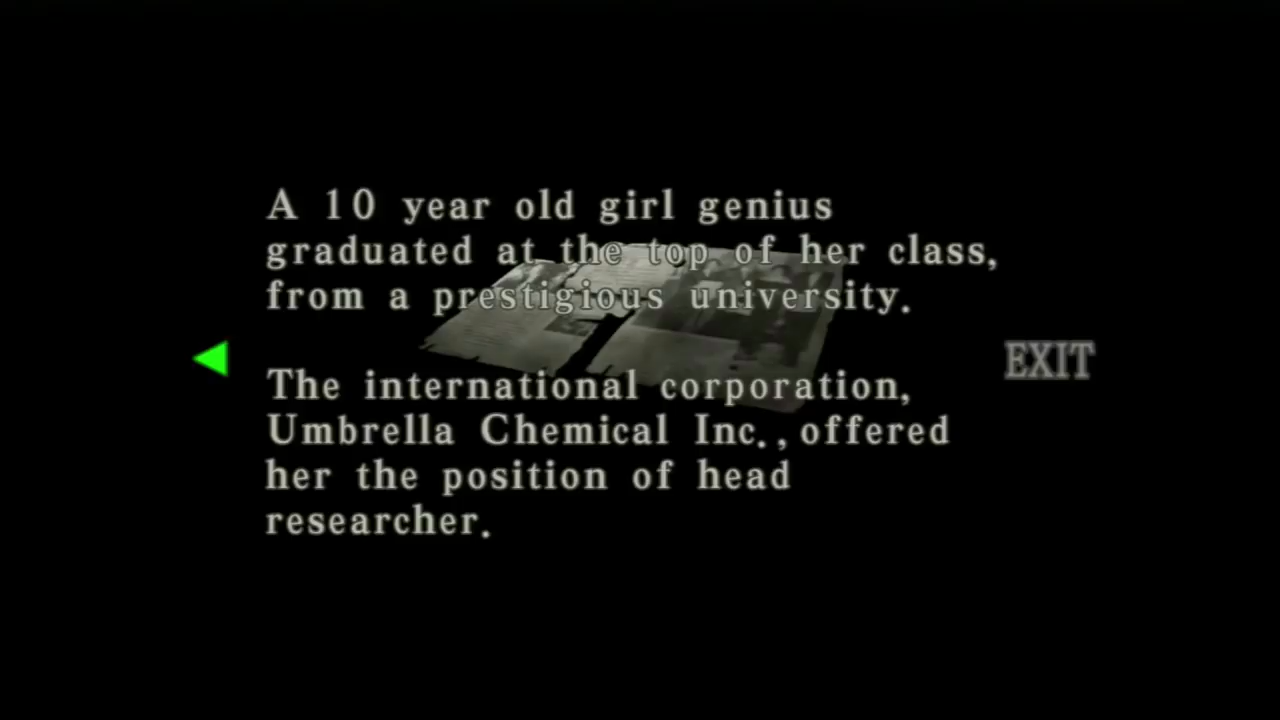 A 10 year old girl genius
graduated at the top of her class,
from a prestigious university.
The international corporation,
EXIT
Umbrella Chemical Inc., offered
her the position of head
researcher.